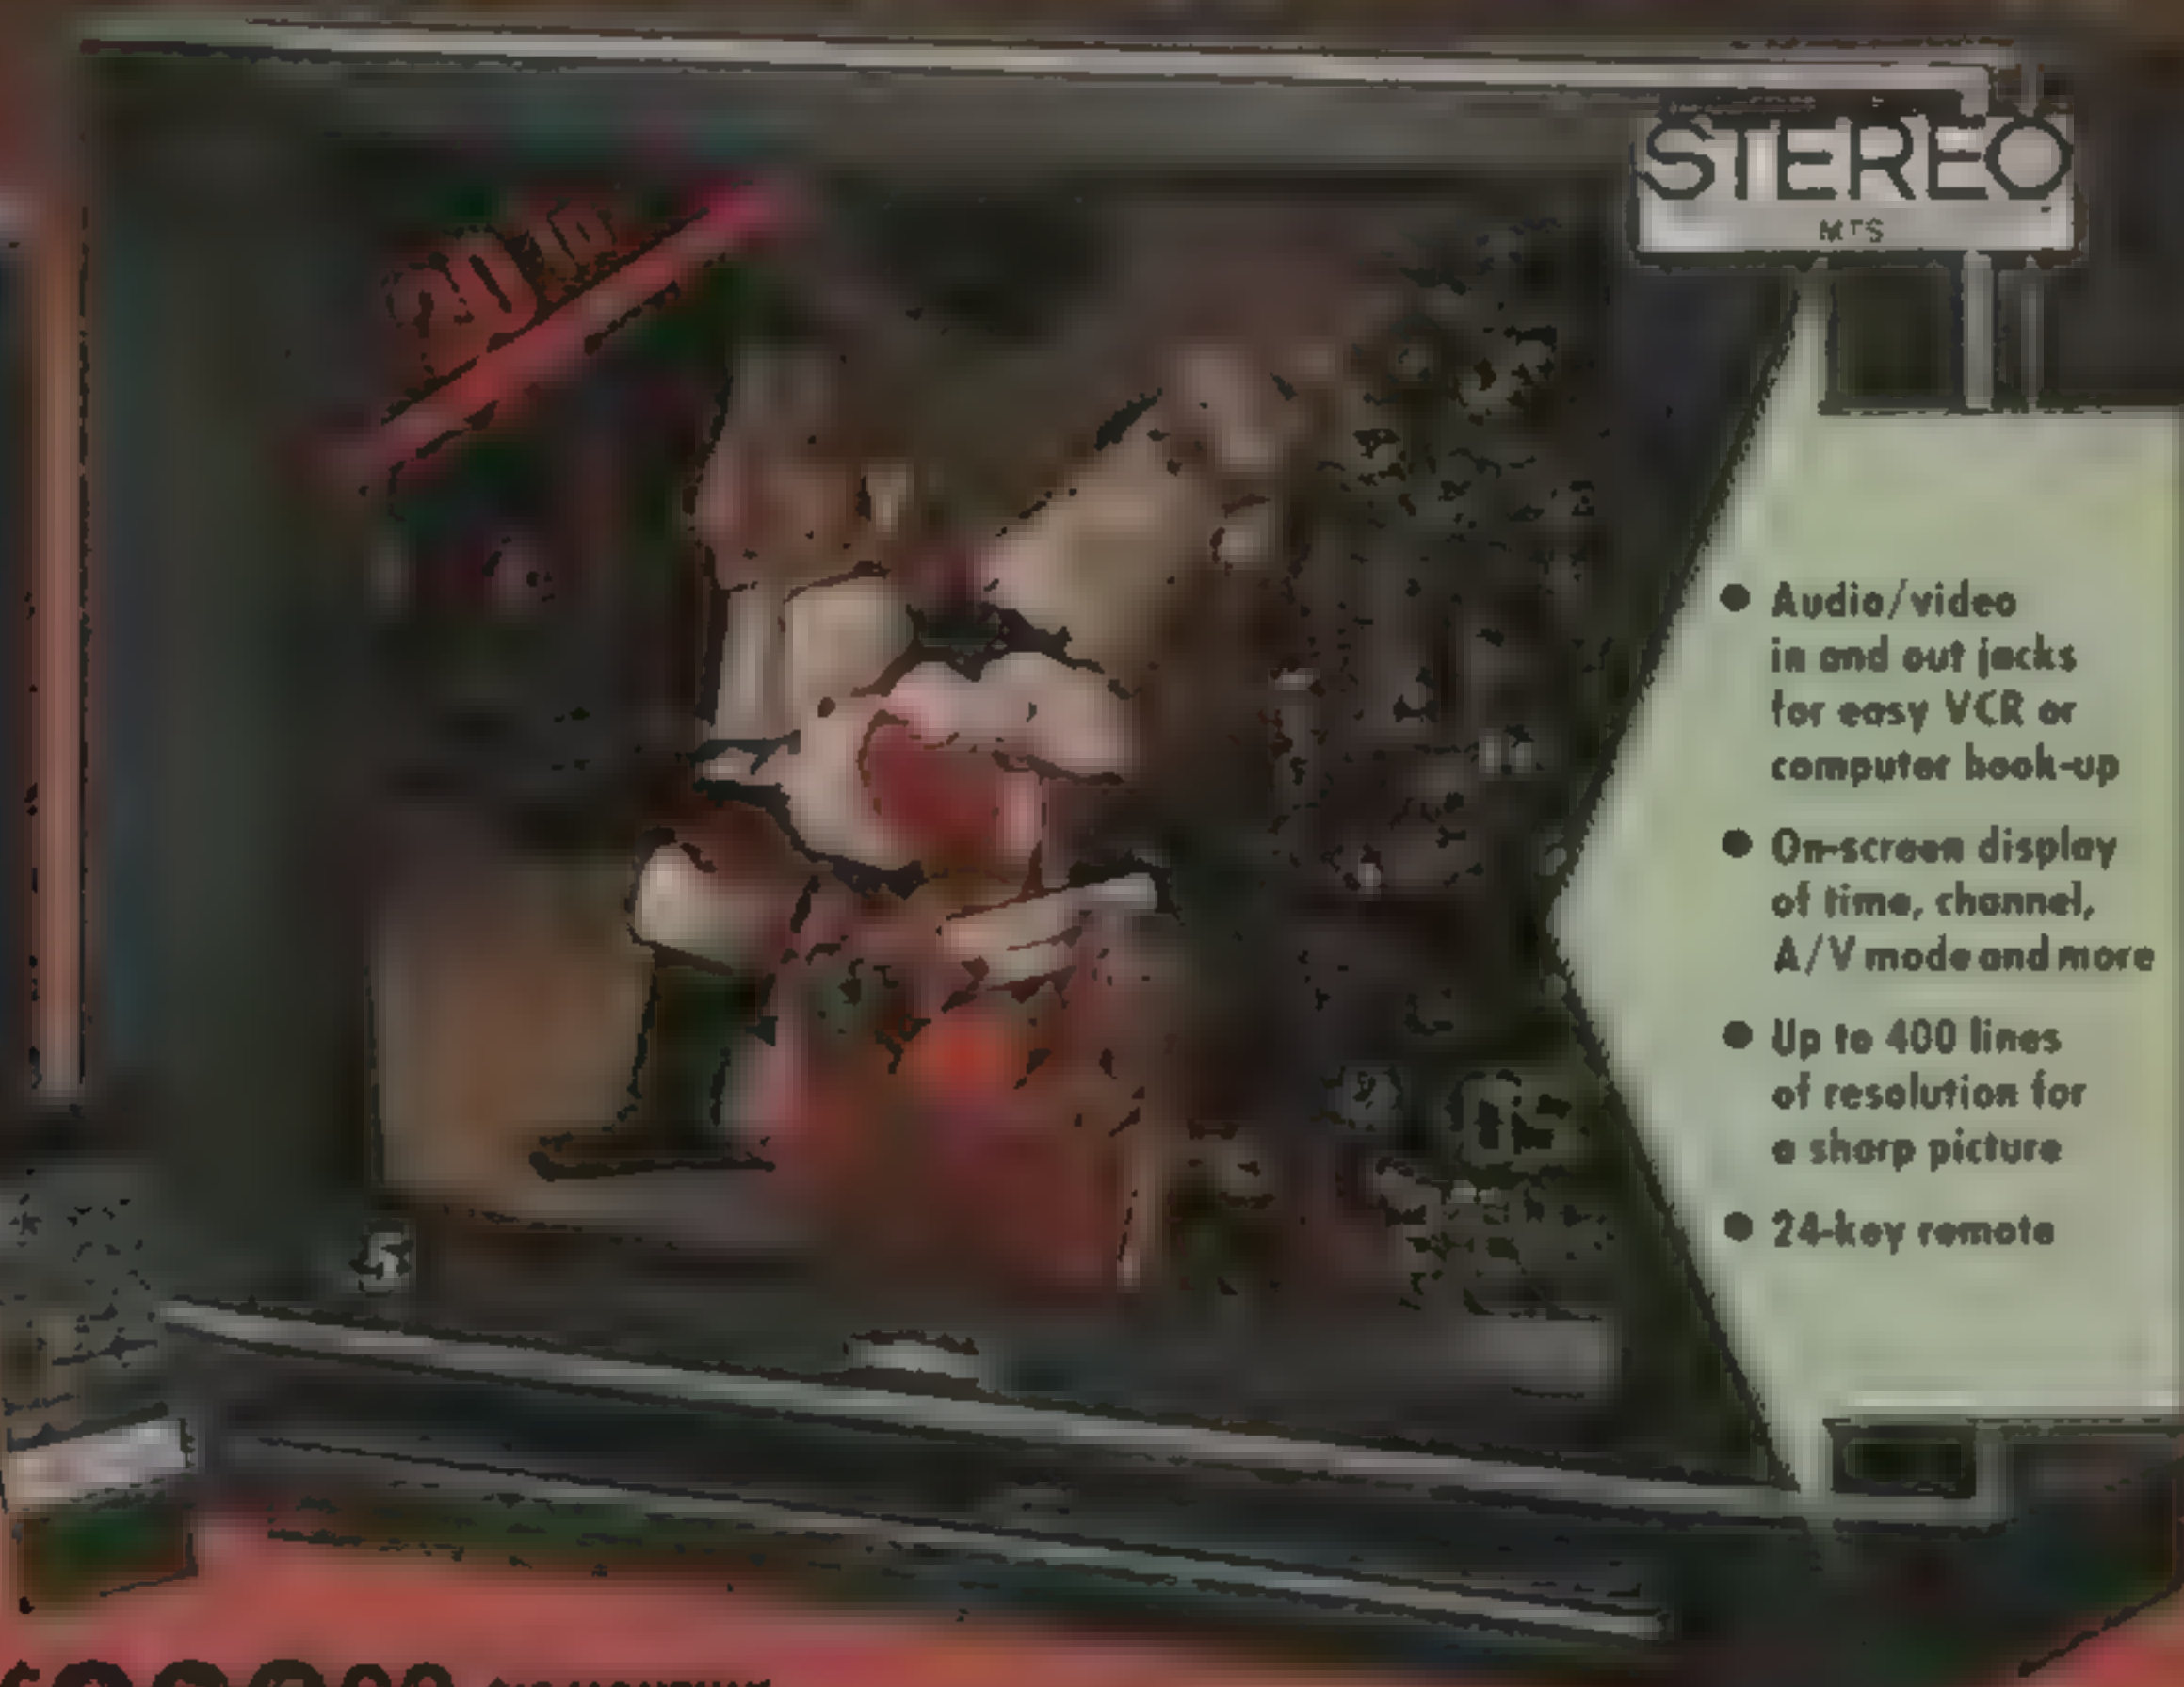 STEREO
MTS
● Audio/video
in and out jacks
for easy VCR or
computer hook-up
● On-screen display
of time, channel,
A/V mode and more
● Up to 400 lines
of resolution for
a sharp picture
● 24-key remote